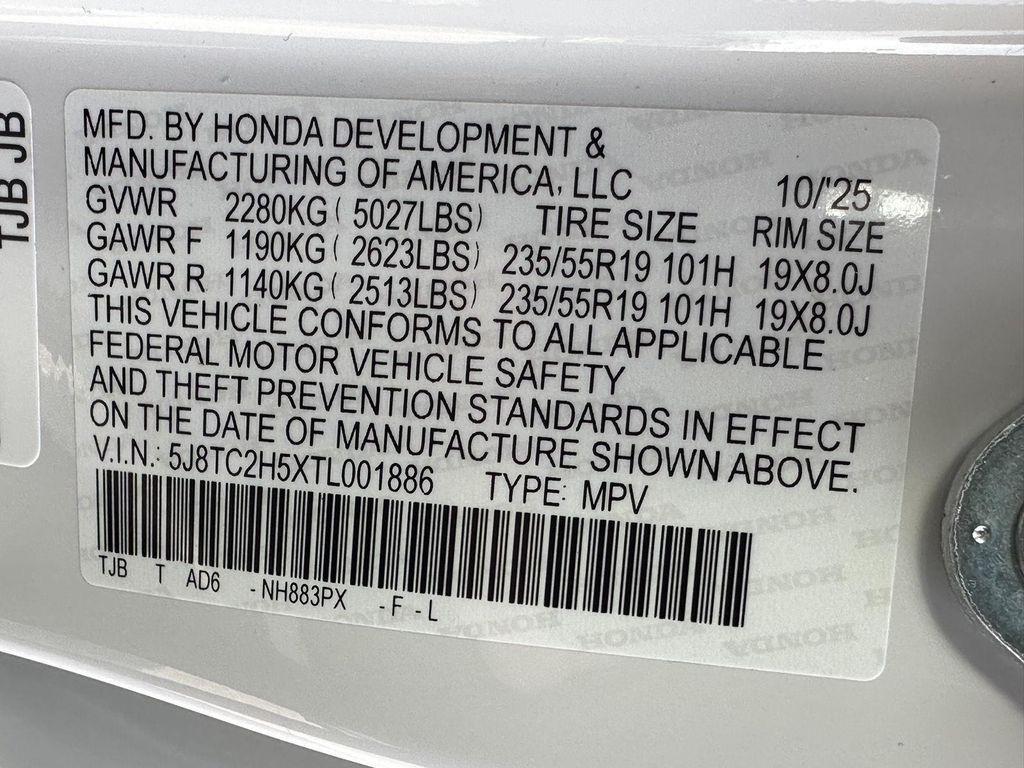 TJB JB
MFD. BY HONDA DEVELOPMENT &
MANUFACTURING OF AMERICA, LLC 10/'25
GVWR 2280KG ( 5027LBS) TIRE SIZE RIM SIZE
GAWR F 1190KG ( 2623LBS) 235/55R19 101H 19X8.0J
GAWR R 1140KG ( 2513LBS) 235/55R19 101H 19X8.0J
THIS VEHICLE CONFORMS TO ALL APPLICABLE
FEDERAL MOTOR VEHICLE SAFETY
AND THEFT PREVENTION STANDARDS IN EFFECT
ON THE DATE OF MANUFACTURE SHOWN ABOVE.
V.I.N.: 5J8TC2H5XTL001886 TYPE: MPV
TJB T AD6 -NH883PX -F-L